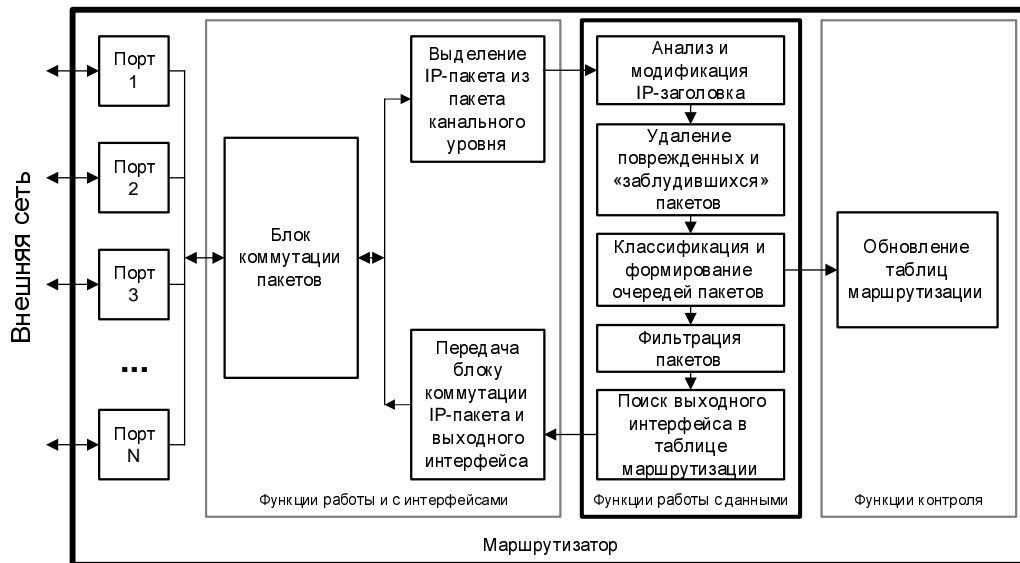 Внешняя сеть
Порт
1
Порт
2
Порт
3
...
Порт
N
Блок
коммутации
пакетов
Выделение
IP-пакета из
пакета
канального
уровня
Передача
блоку
коммутации
IP-пакета и
выходного
интерфейса
Функции работы и с интерфейсами
Анализ и
модификация
IP-заголовка
Удаление
поврежденных и
«заблудившихся»
пакетов
Классификация и
формирование
очередей пакетов
Фильтрация
пакетов
Поиск выходного
интерфейса в
таблице
маршрутизации
Функции работы с данными
Обновление
таблиц
маршрутизации
Функции контроля
Маршрутизатор